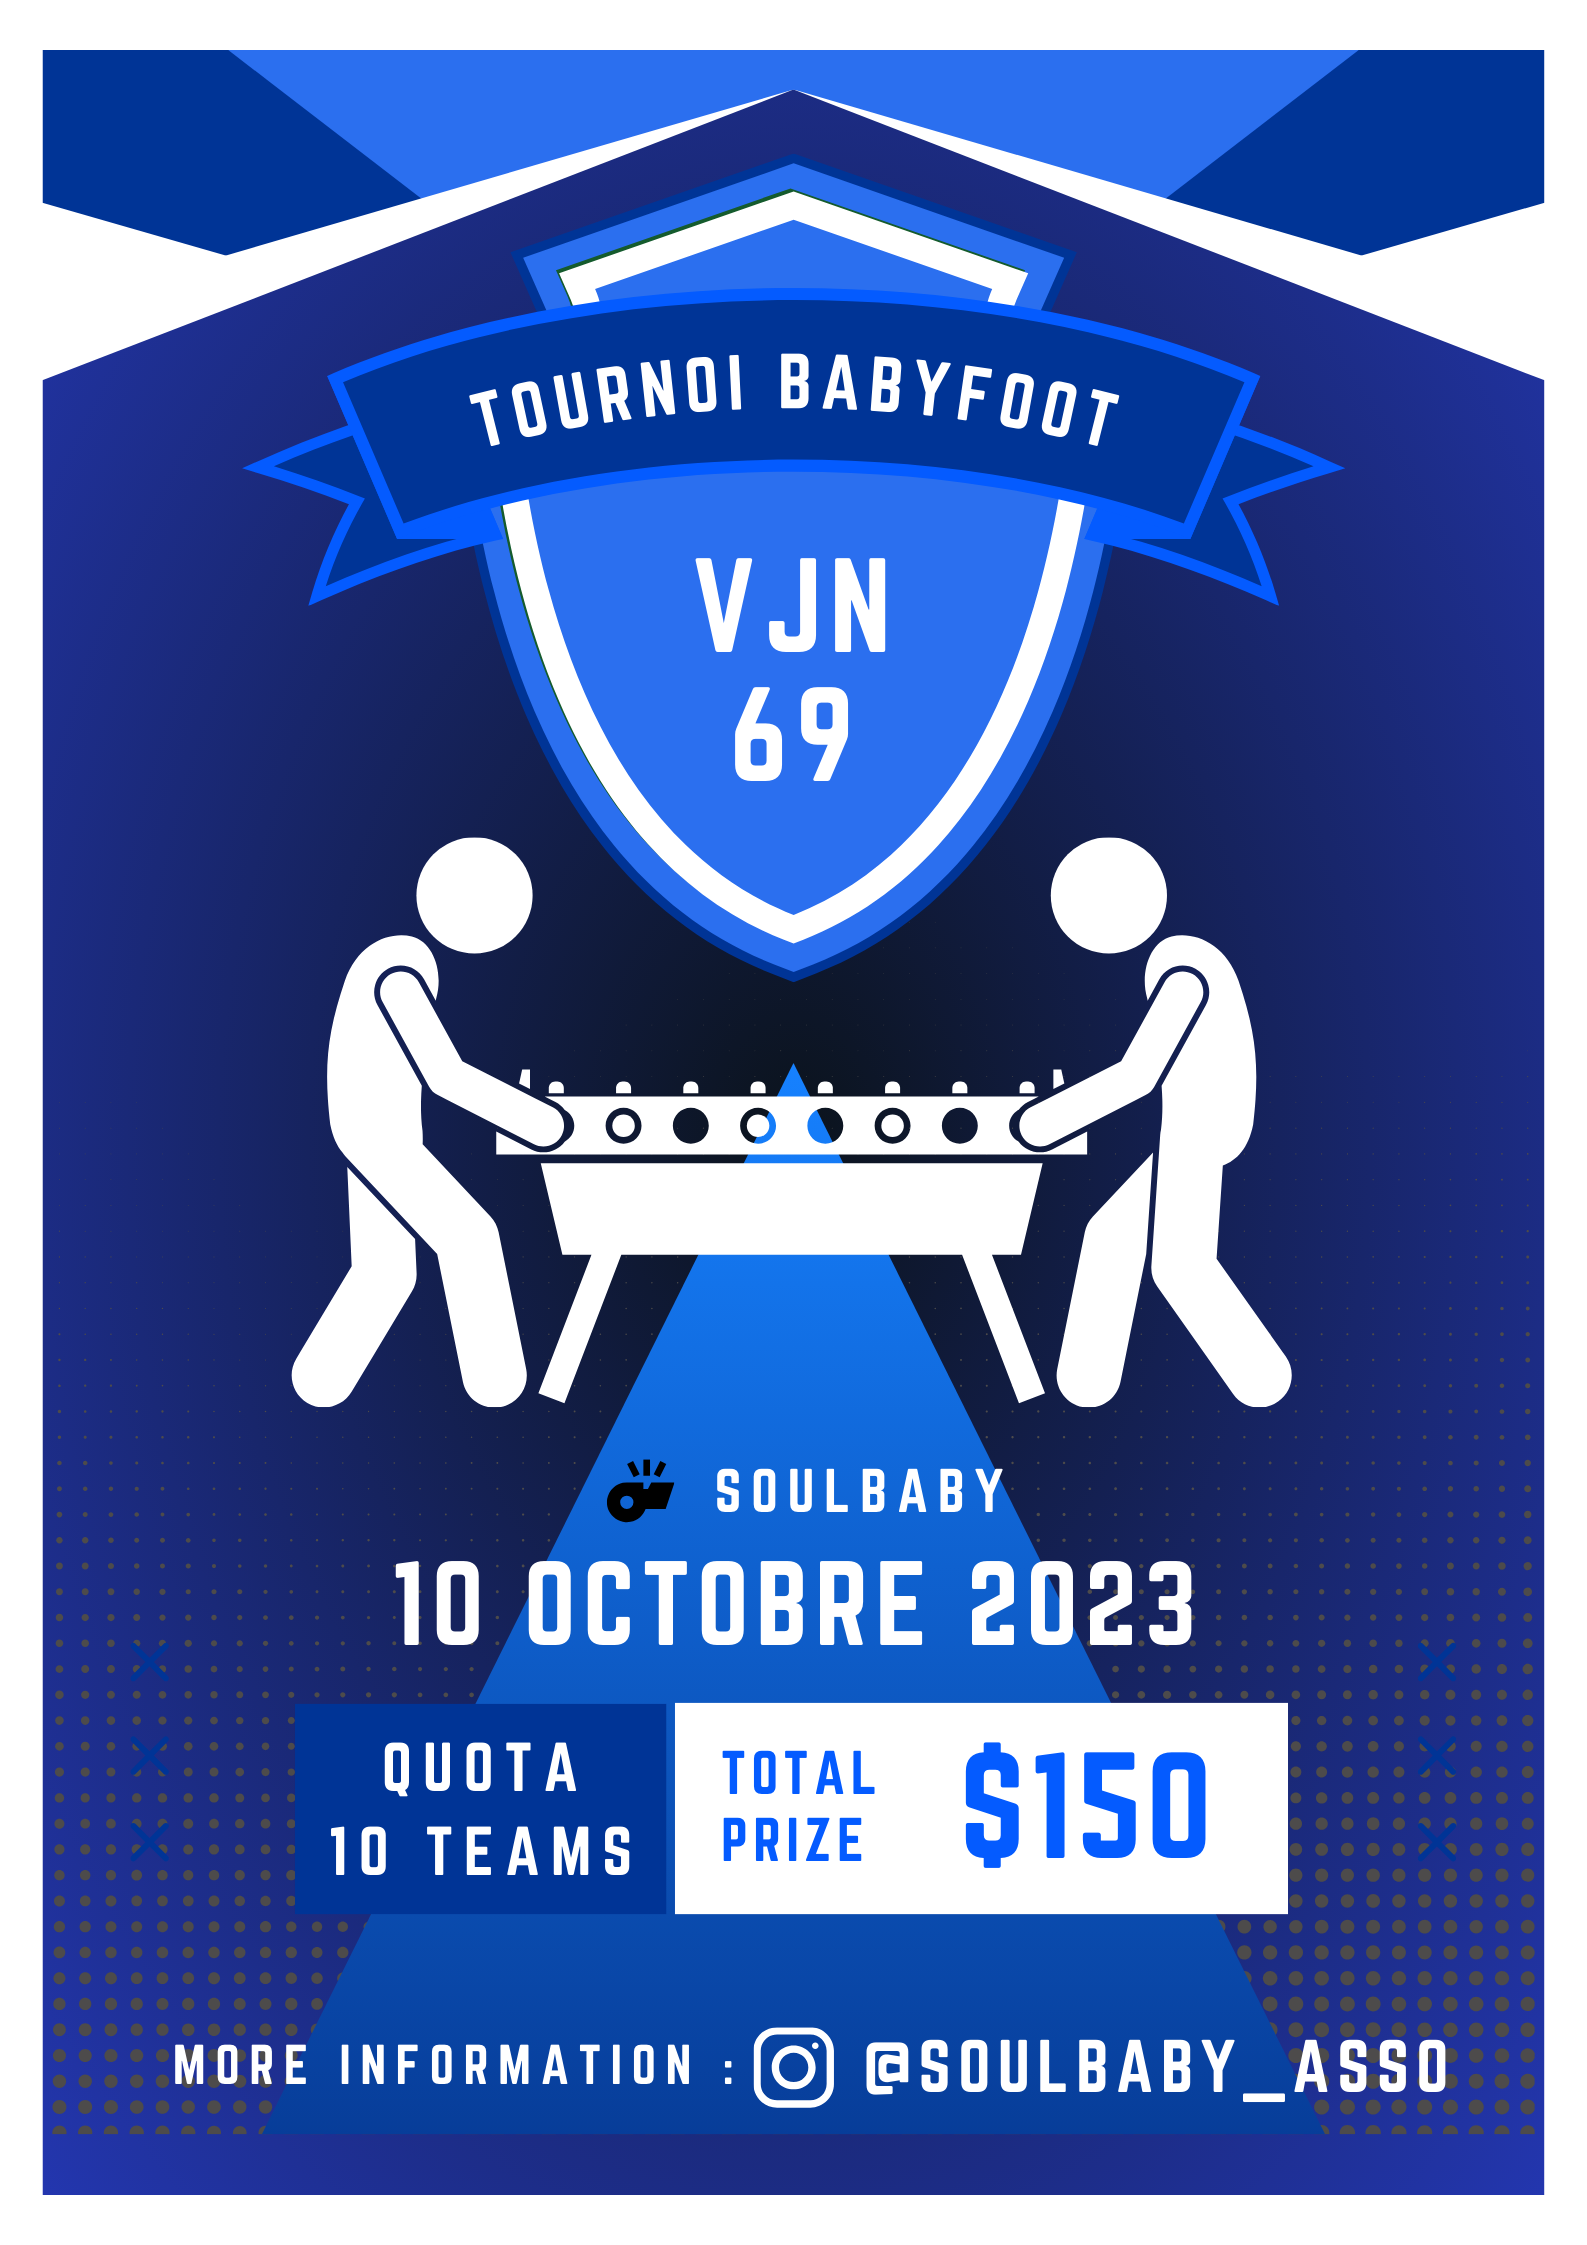 TOURNOI BABYFOOT
VJN
69
SOULBABY
10 OCTOBRE 2023
QUOTA
10 TEAMS
TOTAL
PRIZE
$150
MORE INFORMATION : @SOULBABY_ASSO